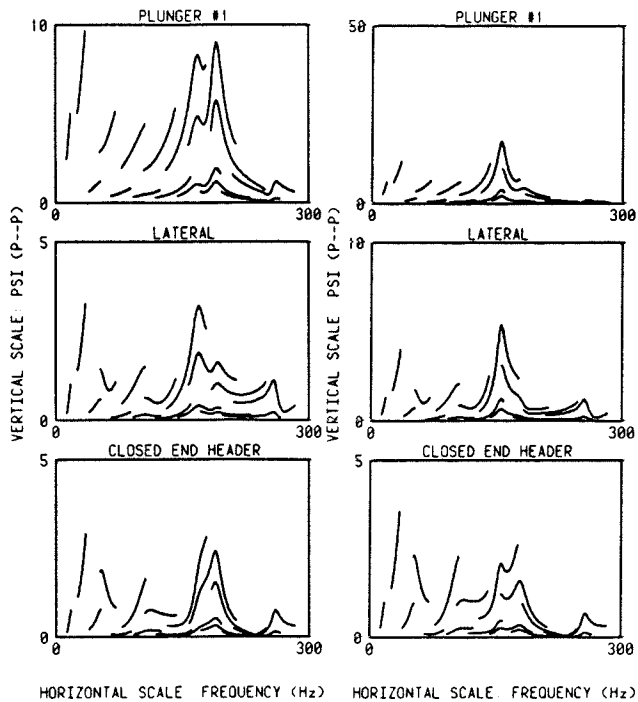 PLUNGER #1
PLUNGER #1
10
50
0
0
0
300
0
300
LATERAL
LATERAL
5
10
0
0
0
300
0
300
CLOSED END HEADER
CLOSED END HEADER
5
5
0
0
0
300
0
300
VERTICAL SCALE: PSI (P--P)
VERTICAL SCALE PSI (P--P)
HORIZONTAL SCALE FREQUENCY (Hz)
HORIZONTAL SCALE: FREQUENCY (Hz)